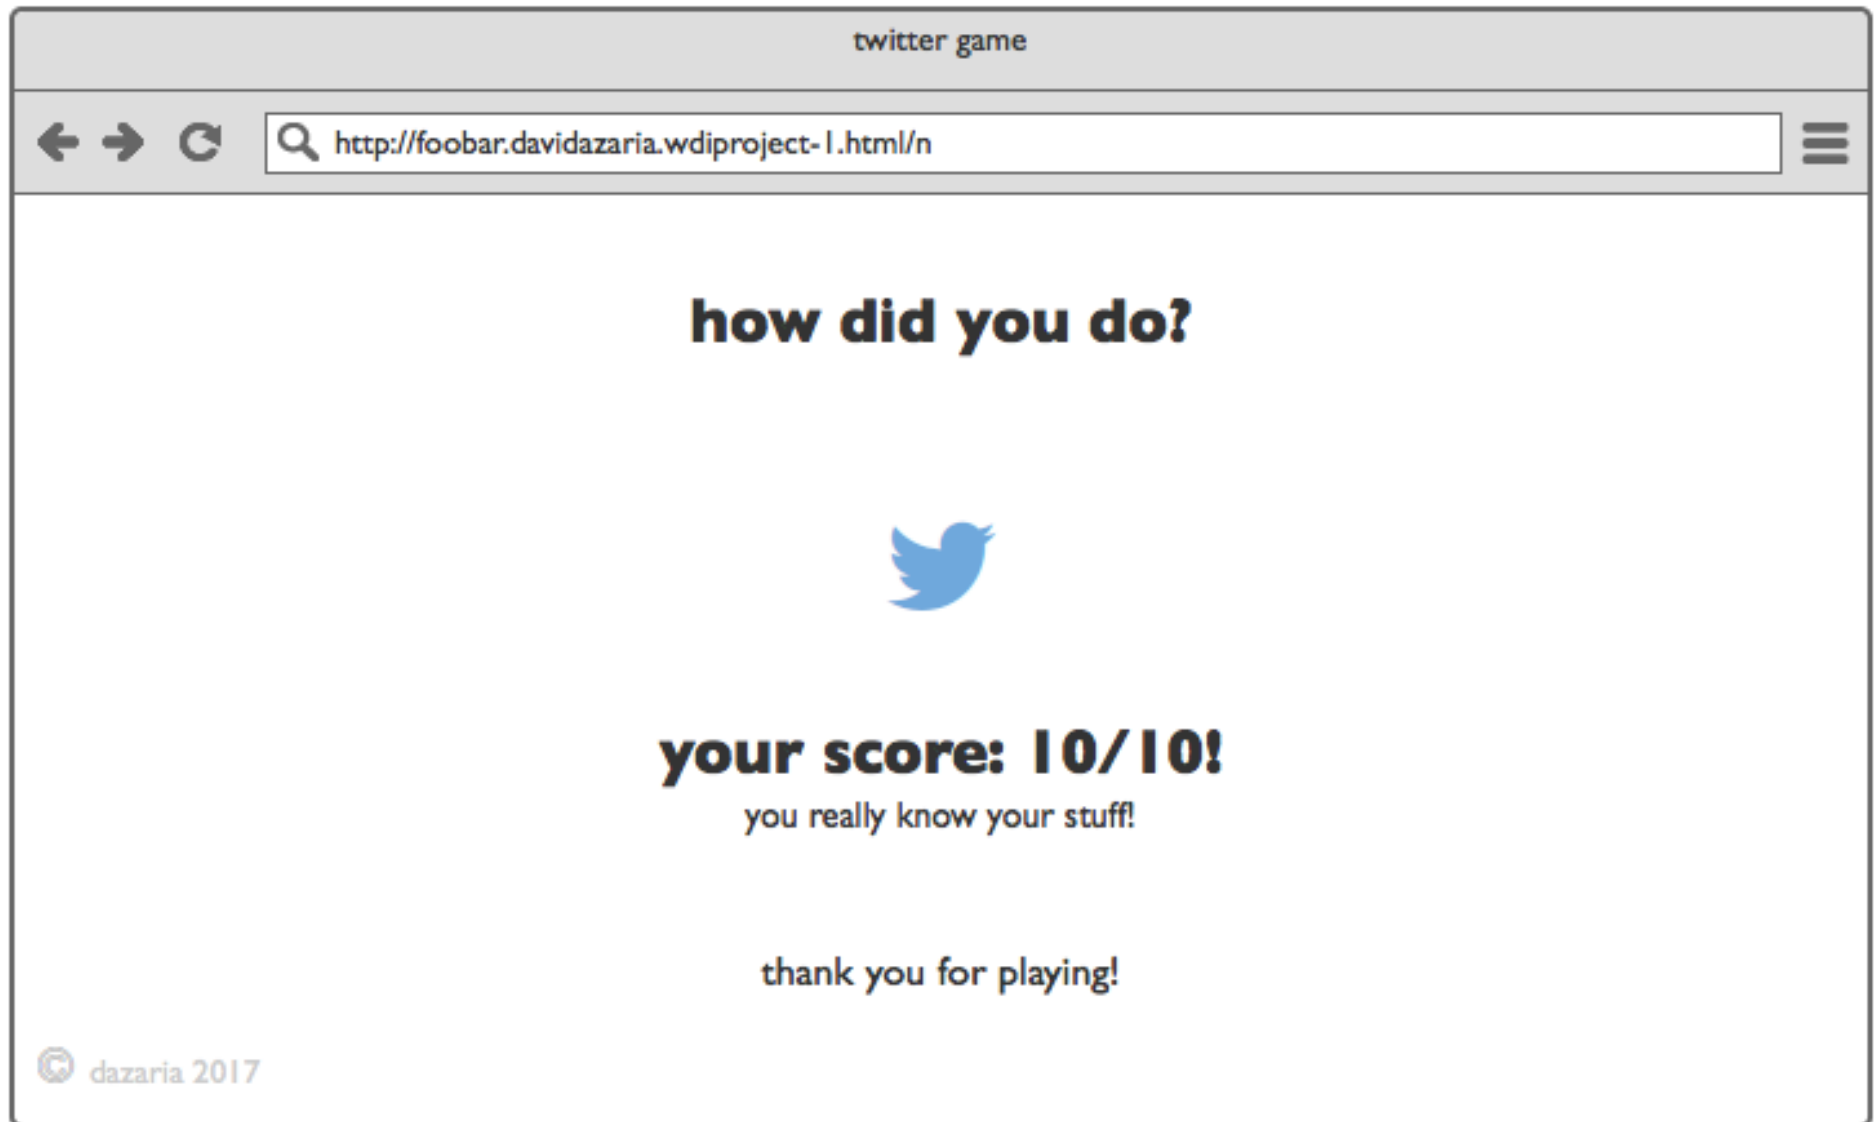 twitter game
http://foobar.davidazaria.wdiproject-1.html/n
how did you do?
your score: 10/10!
you really know your stuff!
thank you for playing!
© dazaria 2017